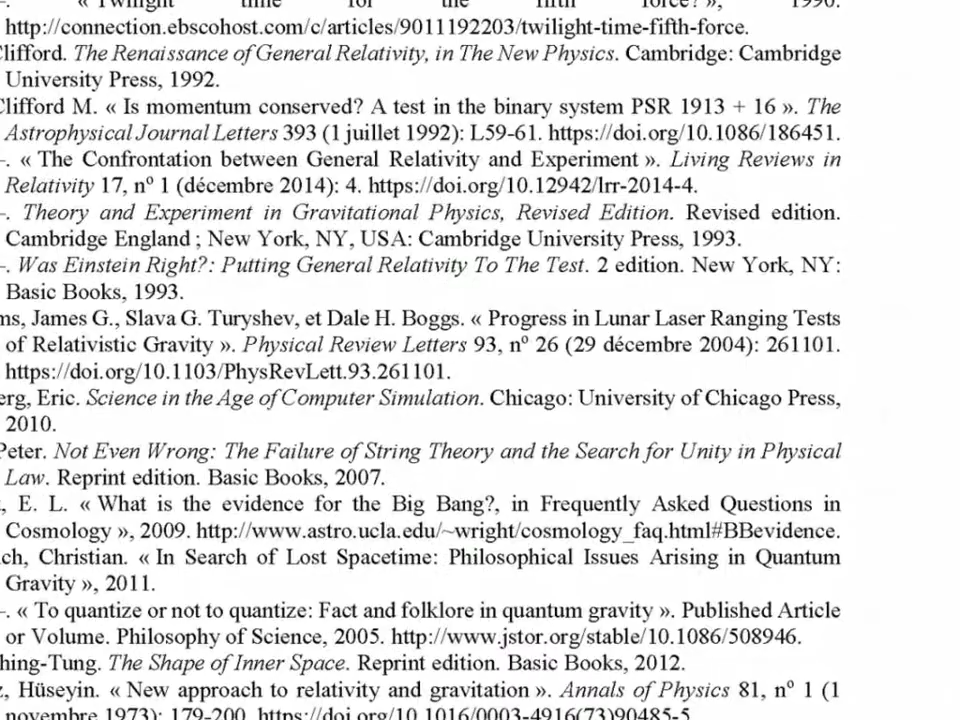 « Twilight time for the fifth force? », 1990.
http://connection.ebscohost.com/c/articles/9011192203/twilight-time-fifth-force.
Clifford. The Renaissance of General Relativity, in The New Physics. Cambridge: Cambridge
University Press, 1992.
Clifford M. « Is momentum conserved? A test in the binary system PSR 1913 + 16 ». The
Astrophysical Journal Letters 393 (1 juillet 1992): L59-61. https://doi.org/10.1086/186451.
—. « The Confrontation between General Relativity and Experiment ». Living Reviews in
Relativity 17, nº 1 (décembre 2014): 4. https://doi.org/10.12942/lrr-2014-4.
—. Theory and Experiment in Gravitational Physics, Revised Edition. Revised edition.
Cambridge England ; New York, NY, USA: Cambridge University Press, 1993.
—. Was Einstein Right?: Putting General Relativity To The Test. 2 edition. New York, NY:
Basic Books, 1993.
ms, James G., Slava G. Turyshev, et Dale H. Boggs. « Progress in Lunar Laser Ranging Tests
of Relativistic Gravity ». Physical Review Letters 93, nº 26 (29 décembre 2004): 261101.
https://doi.org/10.1103/PhysRevLett.93.261101.
erg, Eric. Science in the Age of Computer Simulation. Chicago: University of Chicago Press,
2010.
Peter. Not Even Wrong: The Failure of String Theory and the Search for Unity in Physical
Law. Reprint edition. Basic Books, 2007.
, E. L. « What is the evidence for the Big Bang?, in Frequently Asked Questions in
Cosmology », 2009. http://www.astro.ucla.edu/~wright/cosmology_faq.html#BBevidence.
ch, Christian. « In Search of Lost Spacetime: Philosophical Issues Arising in Quantum
Gravity », 2011.
—. « To quantize or not to quantize: Fact and folklore in quantum gravity ». Published Article
or Volume. Philosophy of Science, 2005. http://www.jstor.org/stable/10.1086/508946.
hing-Tung. The Shape of Inner Space. Reprint edition. Basic Books, 2012.
z, Hüseyin. « New approach to relativity and gravitation ». Annals of Physics 81, nº 1 (1
novembre 1973): 179-200. https://doi.org/10.1016/0003-4916(73)90485-5